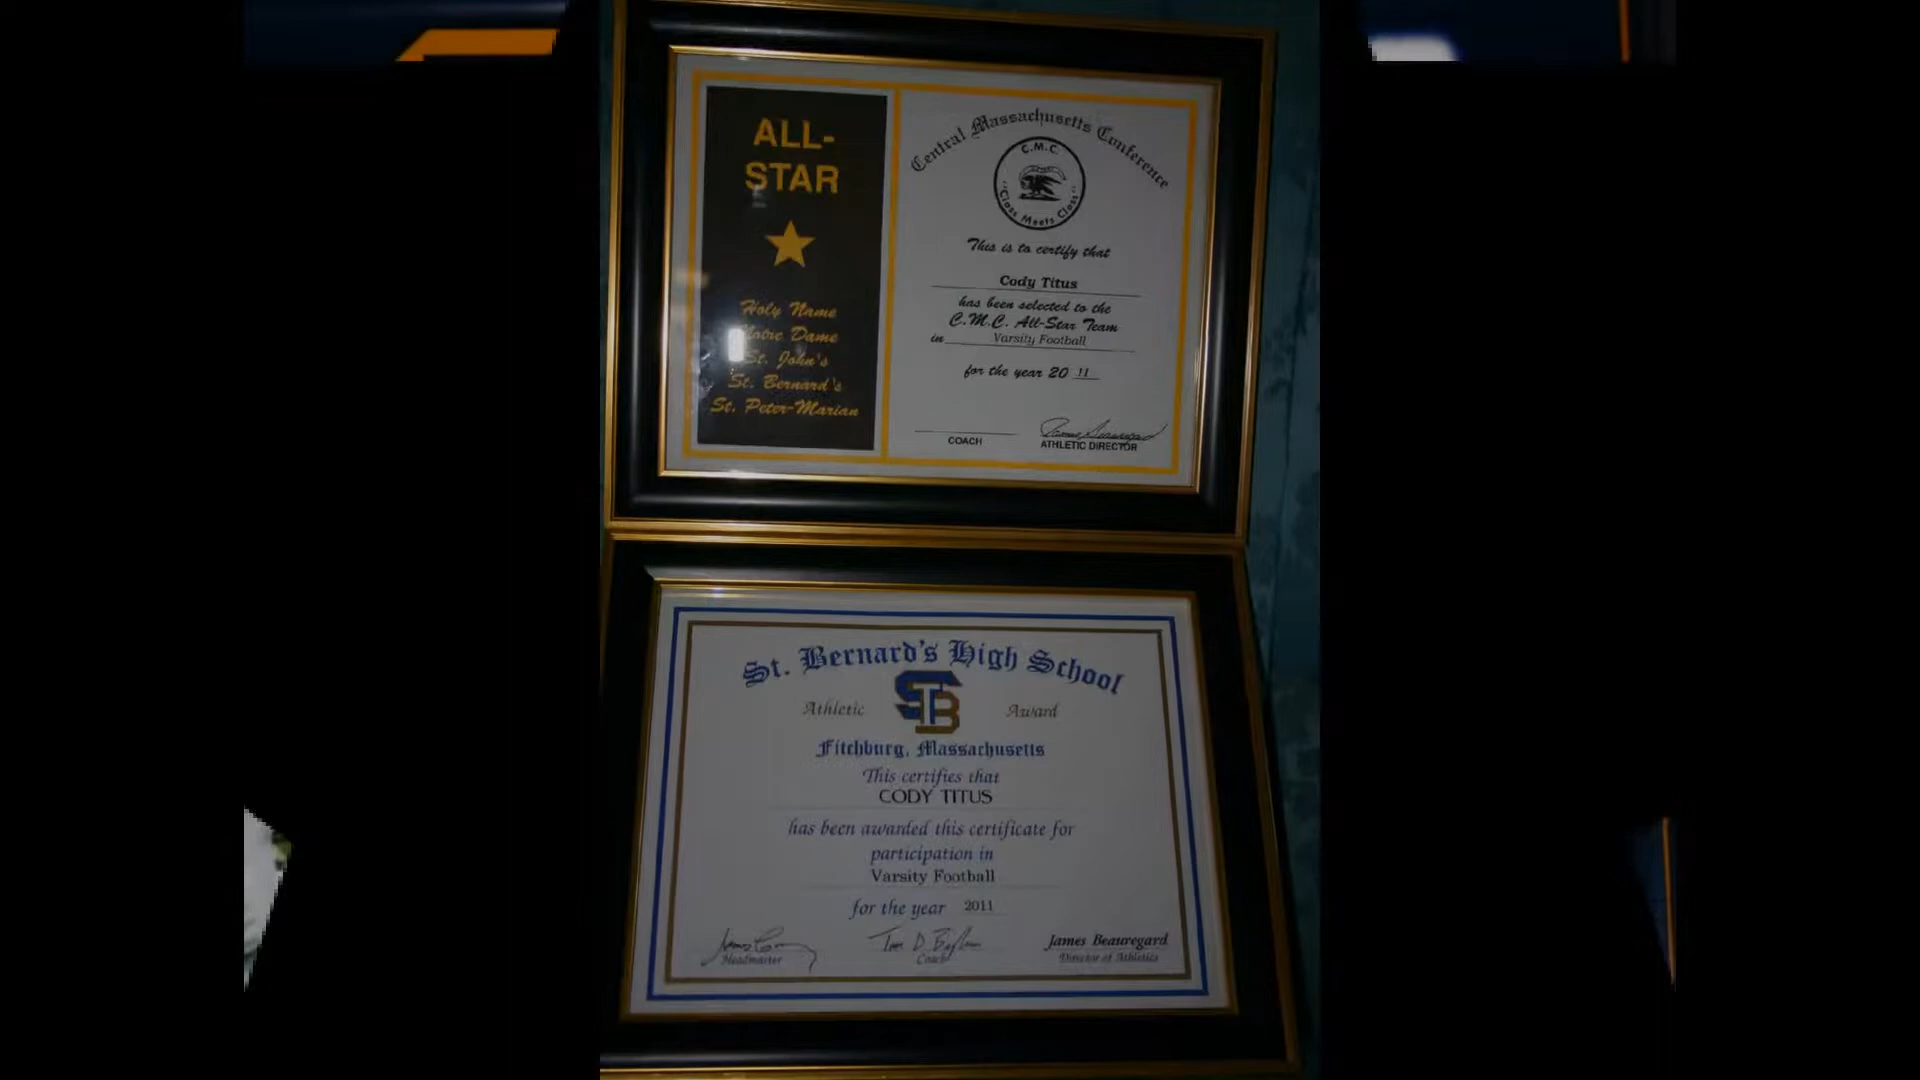 ALL-
STAR
Holy Name
Notre Dame
St. John's
St. Bernard's
St. Peter-Marian
Central Massachusetts Conference
C.M.C.
"Class Meets Class"
This is to certify that
Cody Titus
has been selected to the
C.M.C. All-Star Team
in Varsity Football
for the year 20 11
COACH
ATHLETIC DIRECTOR
St. Bernard's High School
STB
Athletic Award
Fitchburg, Massachusetts
This certifies that
CODY TITUS
has been awarded this certificate for
participation in
Varsity Football
for the year 2011
Headmaster
Coach
James Beauregard
Director of Athletics